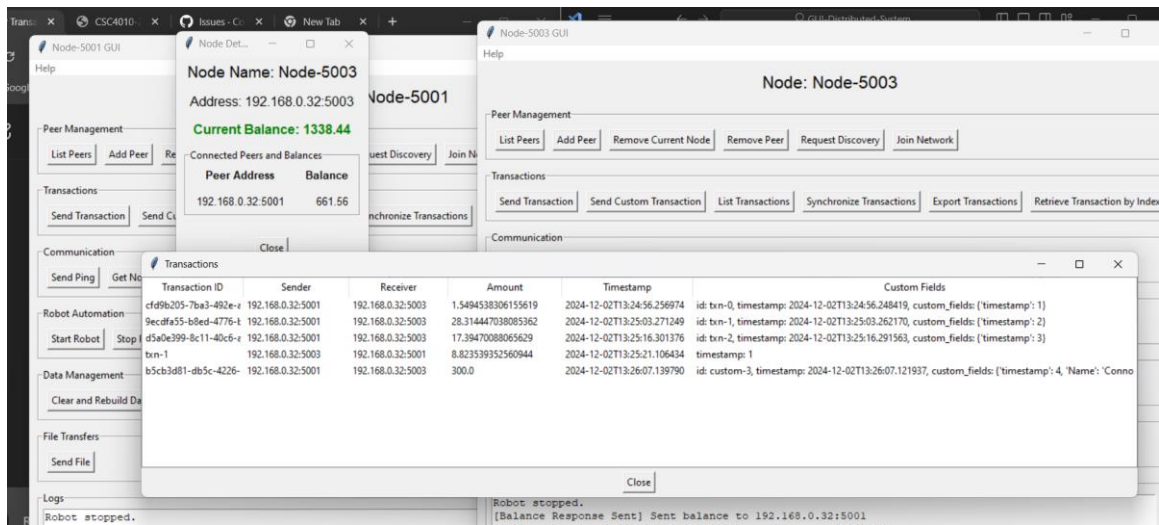 Trans
CSC4010-
Issues · Co
New Tab
GUI-Distributed-System
Node-5001 GUI
Help
Node-5001
Peer Management
List Peers Add Peer Re
uest Discovery Join N
Transactions
Send Transaction Send Cu
nchronize Transactions
Communication
Send Ping Get No
Robot Automation
Start Robot Stop
Data Management
Clear and Rebuild Da
File Transfers
Send File
Logs
Robot stopped.
Node Det...
Node Name: Node-5003
Address: 192.168.0.32:5003
Current Balance: 1338.44
Connected Peers and Balances
Peer Address Balance
192.168.0.32:5001 661.56
Close
Node-5003 GUI
Help
Node: Node-5003
Peer Management
List Peers Add Peer Remove Current Node Remove Peer Request Discovery Join Network
Transactions
Send Transaction Send Custom Transaction List Transactions Synchronize Transactions Export Transactions Retrieve Transaction by Index
Communication
Transactions
Transaction ID Sender Receiver Amount Timestamp Custom Fields
cfd9b205-7ba3-492e-a 192.168.0.32:5001 192.168.0.32:5003 1.5494538306155619 2024-12-02T13:24:56.256974 id: txn-0, timestamp: 2024-12-02T13:24:56.248419, custom_fields: {'timestamp': 1}
9ecdfa55-b8ed-4776-b 192.168.0.32:5001 192.168.0.32:5003 28.314447038085362 2024-12-02T13:25:03.271249 id: txn-1, timestamp: 2024-12-02T13:25:03.262170, custom_fields: {'timestamp': 2}
d5a0e399-8c11-40c6-a 192.168.0.32:5001 192.168.0.32:5003 17.39470088065629 2024-12-02T13:25:16.301376 id: txn-2, timestamp: 2024-12-02T13:25:16.291563, custom_fields: {'timestamp': 3}
txn-1 192.168.0.32:5003 192.168.0.32:5001 8.823539352560944 2024-12-02T13:25:21.106434 timestamp: 1
b5cb3d81-db5c-4226- 192.168.0.32:5001 192.168.0.32:5003 300.0 2024-12-02T13:26:07.139790 id: custom-3, timestamp: 2024-12-02T13:26:07.121937, custom_fields: {'timestamp': 4, 'Name': 'Conno
Close
Robot stopped.
[Balance Response Sent] Sent balance to 192.168.0.32:5001